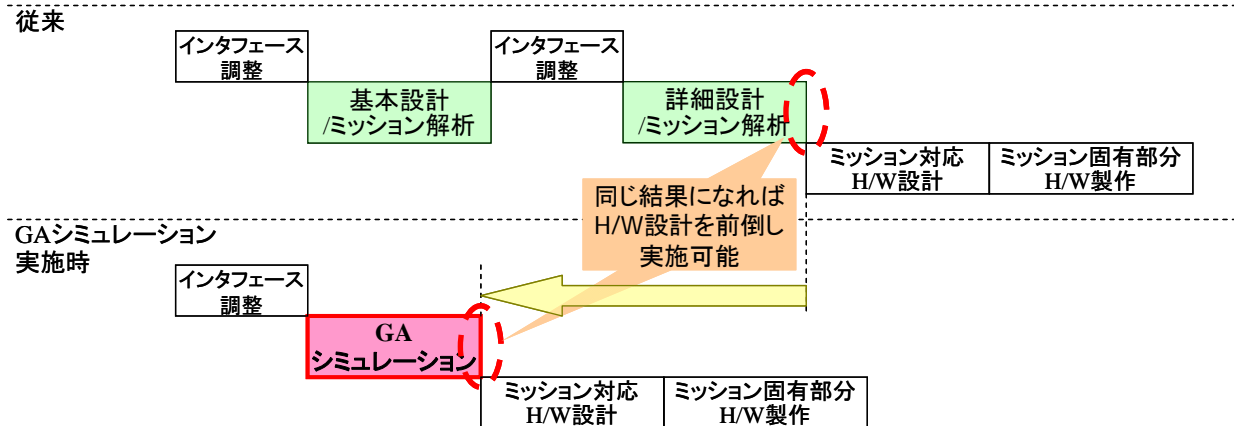 従来
インタフェース
調整
インタフェース
調整
基本設計
/ミッション解析
詳細設計
/ミッション解析
ミッション対応
H/W設計
ミッション固有部分
H/W製作
同じ結果になれば
H/W設計を前倒し
実施可能
GAシミュレーション
実施時
インタフェース
調整
GA
シミュレーション
ミッション対応
H/W設計
ミッション固有部分
H/W製作